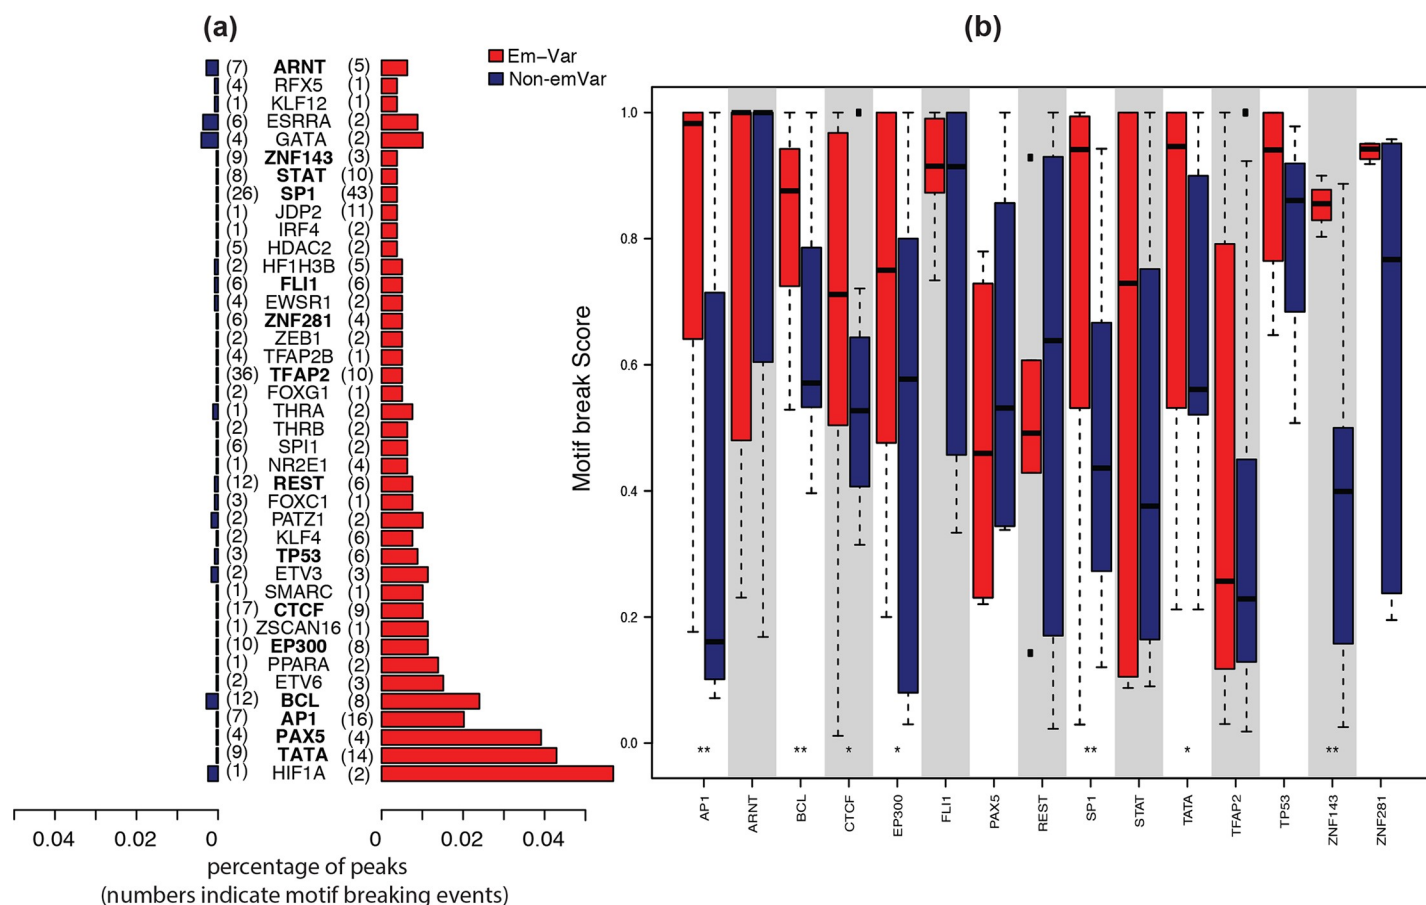 (a)
(b)
Em−Var
Non-emVar
(7) ARNT (5)
(4) RFX5 (1)
(1) KLF12 (1)
(6) ESRRA (2)
(4) GATA (2)
(9) ZNF143 (3)
(8) STAT (10)
(26) SP1 (43)
(1) JDP2 (11)
(1) IRF4 (2)
(5) HDAC2 (2)
(2) HF1H3B (5)
(6) FLI1 (6)
(4) EWSR1 (2)
(6) ZNF281 (4)
(2) ZEB1 (2)
(4) TFAP2B (1)
(36) TFAP2 (10)
(2) FOXG1 (1)
(1) THRA (2)
(2) THRB (2)
(6) SPI1 (2)
(1) NR2E1 (4)
(12) REST (6)
(3) FOXC1 (1)
(2) PATZ1 (2)
(2) KLF4 (6)
(3) TP53 (6)
(2) ETV3 (3)
(1) SMARC (1)
(17) CTCF (9)
(1) ZSCAN16 (1)
(10) EP300 (8)
(1) PPARA (2)
(2) ETV6 (3)
(12) BCL (8)
(7) AP1 (16)
(4) PAX5 (4)
(9) TATA (14)
(1) HIF1A (2)
0.04 0.02 0 0 0.02 0.04
percentage of peaks
(numbers indicate motif breaking events)
Motif break Score
1.0
0.8
0.6
0.4
0.2
0.0
** ** * * ** * **
AP1
ARNT
BCL
CTCF
EP300
FLI1
PAX5
REST
SP1
STAT
TATA
TFAP2
TP53
ZNF143
ZNF281